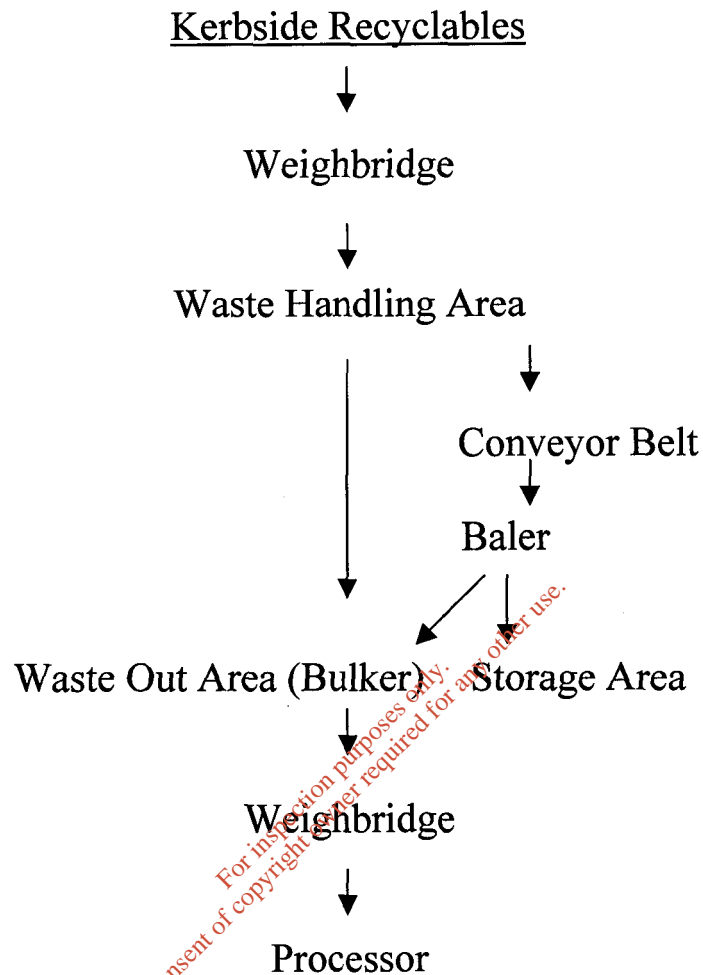 Kerbside Recyclables
Weighbridge
Waste Handling Area
Conveyor Belt
Baler
Waste Out Area (Bulker) Storage Area
Weighbridge
Processor
For inspection purposes only.
of copyright owner required for any other use.